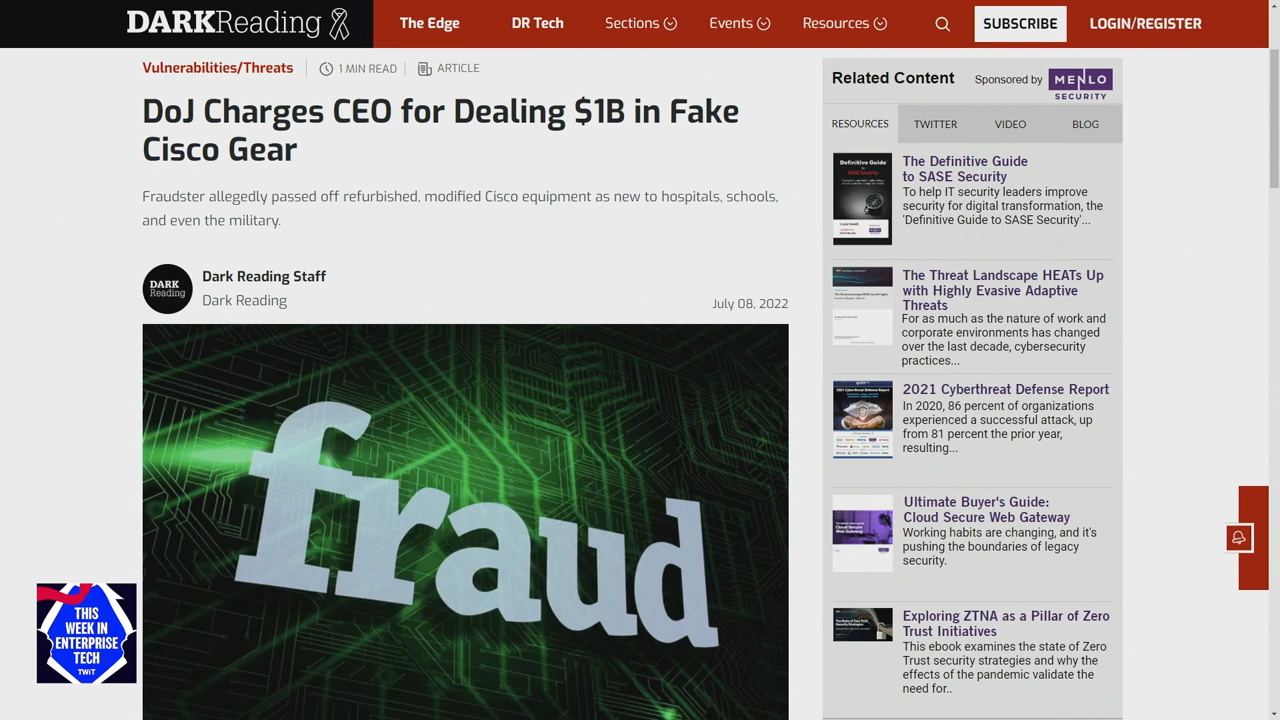 DARKReading
The Edge
DR Tech
Sections
Events
Resources
SUBSCRIBE
LOGIN/REGISTER
Vulnerabilities/Threats
1 MIN READ
ARTICLE
DoJ Charges CEO for Dealing $1B in Fake
Cisco Gear
Fraudster allegedly passed off refurbished, modified Cisco equipment as new to hospitals, schools,
and even the military.
DARK
Reading
Dark Reading Staff
Dark Reading
July 08, 2022
fraud
THIS
WEEK IN
ENTERPRISE
TECH
TWiT
Related Content
Sponsored by
MENLO
SECURITY
RESOURCES
TWITTER
VIDEO
BLOG
Definitive Guide
to SASE Security
The Definitive Guide
to SASE Security
To help IT security leaders improve
security for digital transformation, the
'Definitive Guide to SASE Security'...
The Threat Landscape HEATs Up
with Highly Evasive Adaptive
Threats
For as much as the nature of work and
corporate environments has changed
over the last decade, cybersecurity
practices...
2021 Cyberthreat Defense Report
2021 Cyberthreat Defense Report
In 2020, 86 percent of organizations
experienced a successful attack, up
from 81 percent the prior year,
resulting...
Ultimate Buyer's Guide:
Cloud Secure Web Gateway
Working habits are changing, and it's
pushing the boundaries of legacy
security.
Exploring ZTNA as a Pillar of Zero
Trust Initiatives
This ebook examines the state of Zero
Trust security strategies and why the
effects of the pandemic validate the
need for..